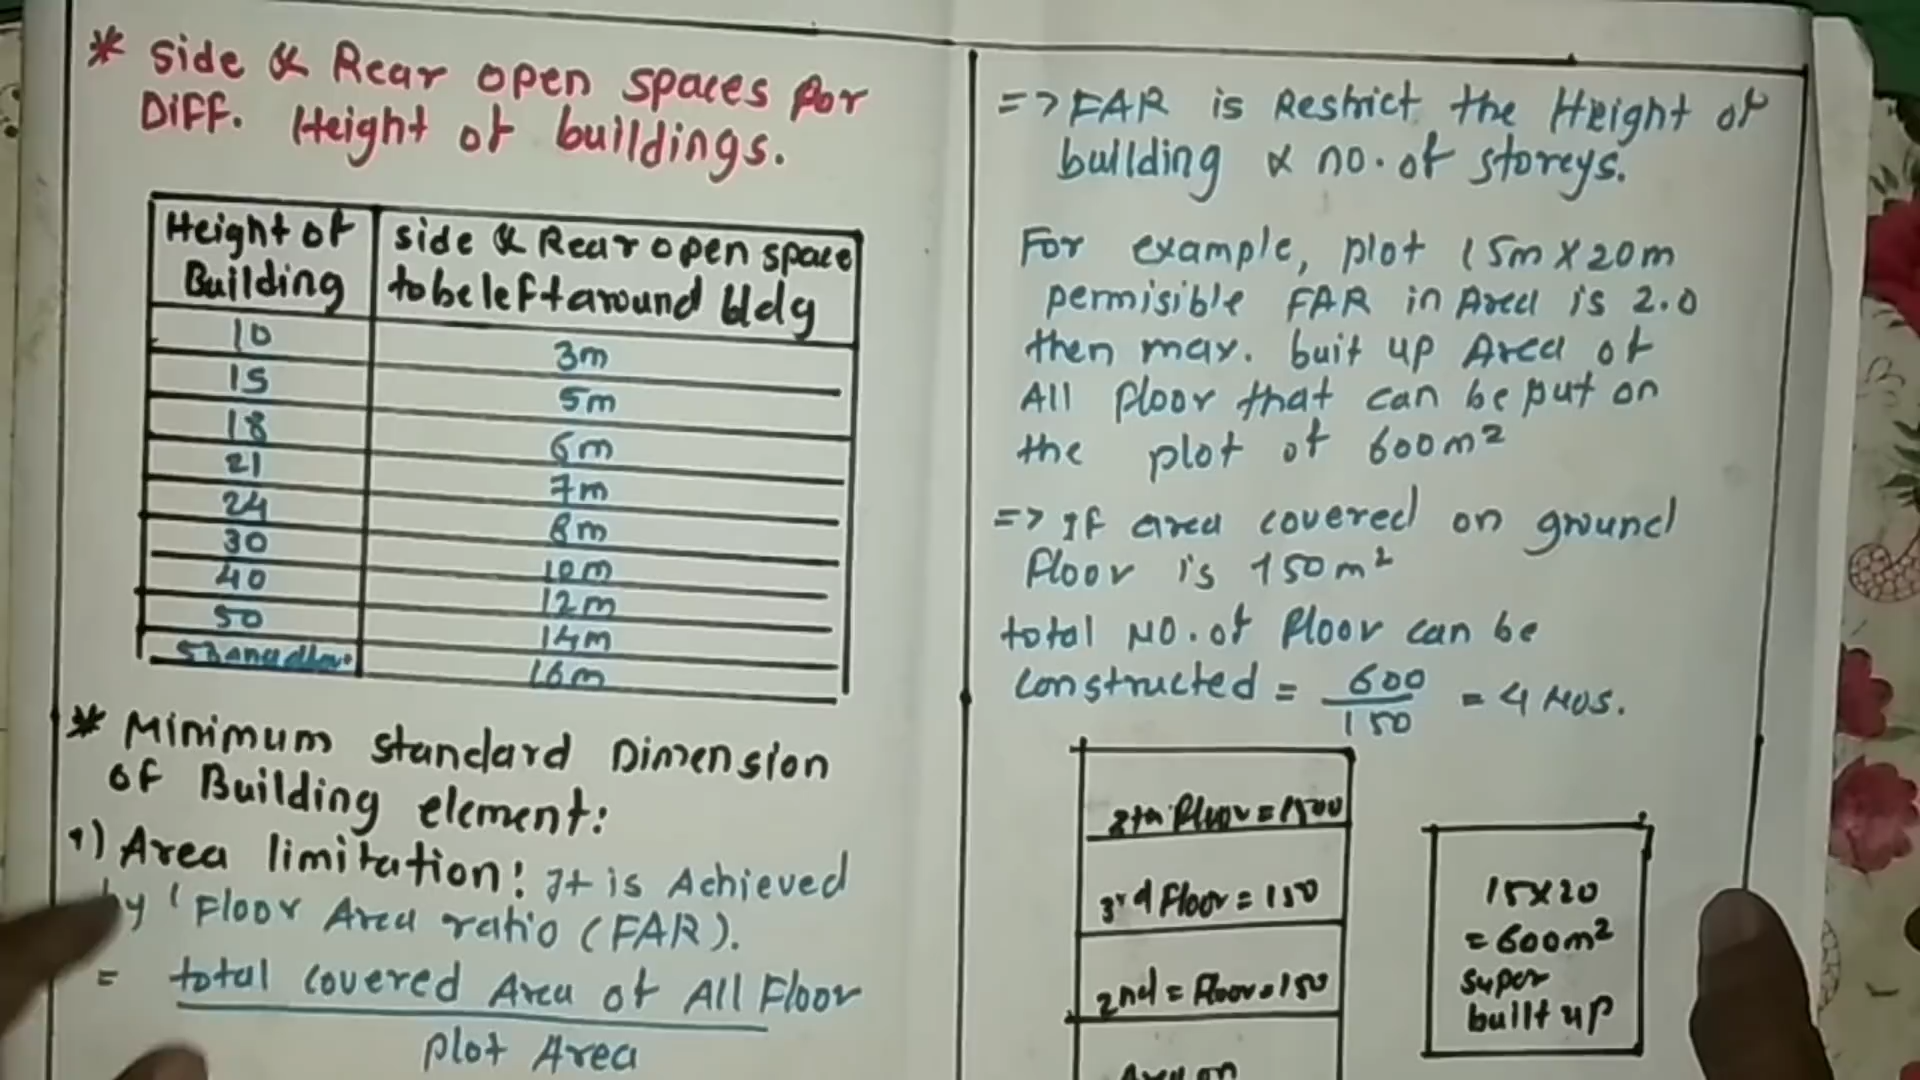 * Side & Rear open spaces for
DiFF. Height of buildings.
Height of Building | side & Rear open space to be left around bldg
10 | 3m
15 | 5m
18 | 6m
21 | 7m
24 | 8m
30 | 10m
40 | 12m
50 | 14m
16m
* Minimum standard Dimension
of Building element:
1) Area limitation: It is Achieved
by 'Floor Area ratio (FAR).
= total covered Area of All Floor
plot Area
=> FAR is Restrict the Height of
building & no. of storeys.
For example, plot 15m x 20m
permisible FAR in Area is 2.0
then max. buit up Area of
All floor that can be put on
the plot of 600m²
=> If area covered on ground
floor is 150m²
total NO. of floor can be
constructed = 600/150 = 4 Nos.
floor = 1500
3rd Floor = 150
2nd = Floor = 150
Area on
15x20
= 600m²
super
built up